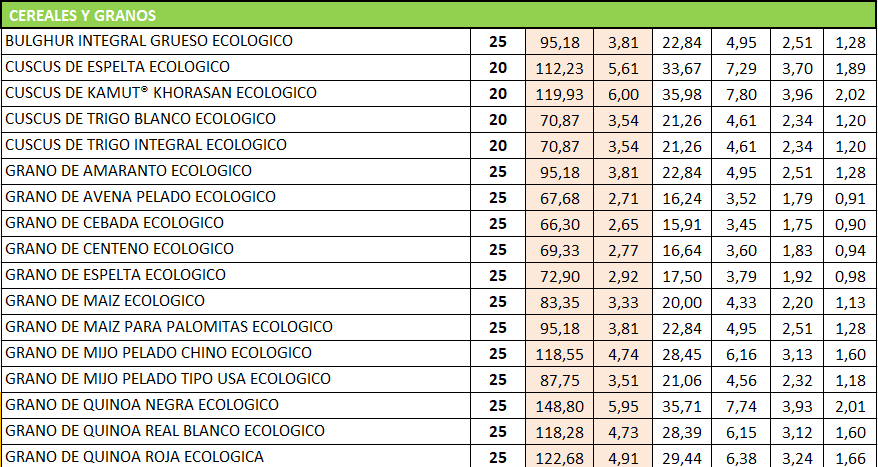 CEREALES Y GRANOS
BULGHUR INTEGRAL GRUESO ECOLOGICO 25 95,18 3,81 22,84 4,95 2,51 1,28
CUSCUS DE ESPELTA ECOLOGICO 20 112,23 5,61 33,67 7,29 3,70 1,89
CUSCUS DE KAMUT® KHORASAN ECOLOGICO 20 119,93 6,00 35,98 7,80 3,96 2,02
CUSCUS DE TRIGO BLANCO ECOLOGICO 20 70,87 3,54 21,26 4,61 2,34 1,20
CUSCUS DE TRIGO INTEGRAL ECOLOGICO 20 70,87 3,54 21,26 4,61 2,34 1,20
GRANO DE AMARANTO ECOLOGICO 25 95,18 3,81 22,84 4,95 2,51 1,28
GRANO DE AVENA PELADO ECOLOGICO 25 67,68 2,71 16,24 3,52 1,79 0,91
GRANO DE CEBADA ECOLOGICO 25 66,30 2,65 15,91 3,45 1,75 0,90
GRANO DE CENTENO ECOLOGICO 25 69,33 2,77 16,64 3,60 1,83 0,94
GRANO DE ESPELTA ECOLOGICO 25 72,90 2,92 17,50 3,79 1,92 0,98
GRANO DE MAIZ ECOLOGICO 25 83,35 3,33 20,00 4,33 2,20 1,13
GRANO DE MAIZ PARA PALOMITAS ECOLOGICO 25 95,18 3,81 22,84 4,95 2,51 1,28
GRANO DE MIJO PELADO CHINO ECOLOGICO 25 118,55 4,74 28,45 6,16 3,13 1,60
GRANO DE MIJO PELADO TIPO USA ECOLOGICO 25 87,75 3,51 21,06 4,56 2,32 1,18
GRANO DE QUINOA NEGRA ECOLOGICO 25 148,80 5,95 35,71 7,74 3,93 2,01
GRANO DE QUINOA REAL BLANCO ECOLOGICO 25 118,28 4,73 28,39 6,15 3,12 1,60
GRANO DE QUINOA ROJA ECOLOGICA 25 122,68 4,91 29,44 6,38 3,24 1,66